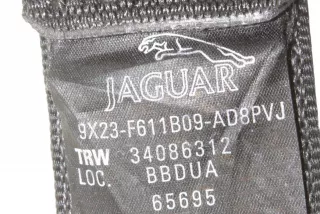 JAGUAR
9X23-F611B09-AD8PVJ
TRW 34086312
LOC. BBDUA
65695